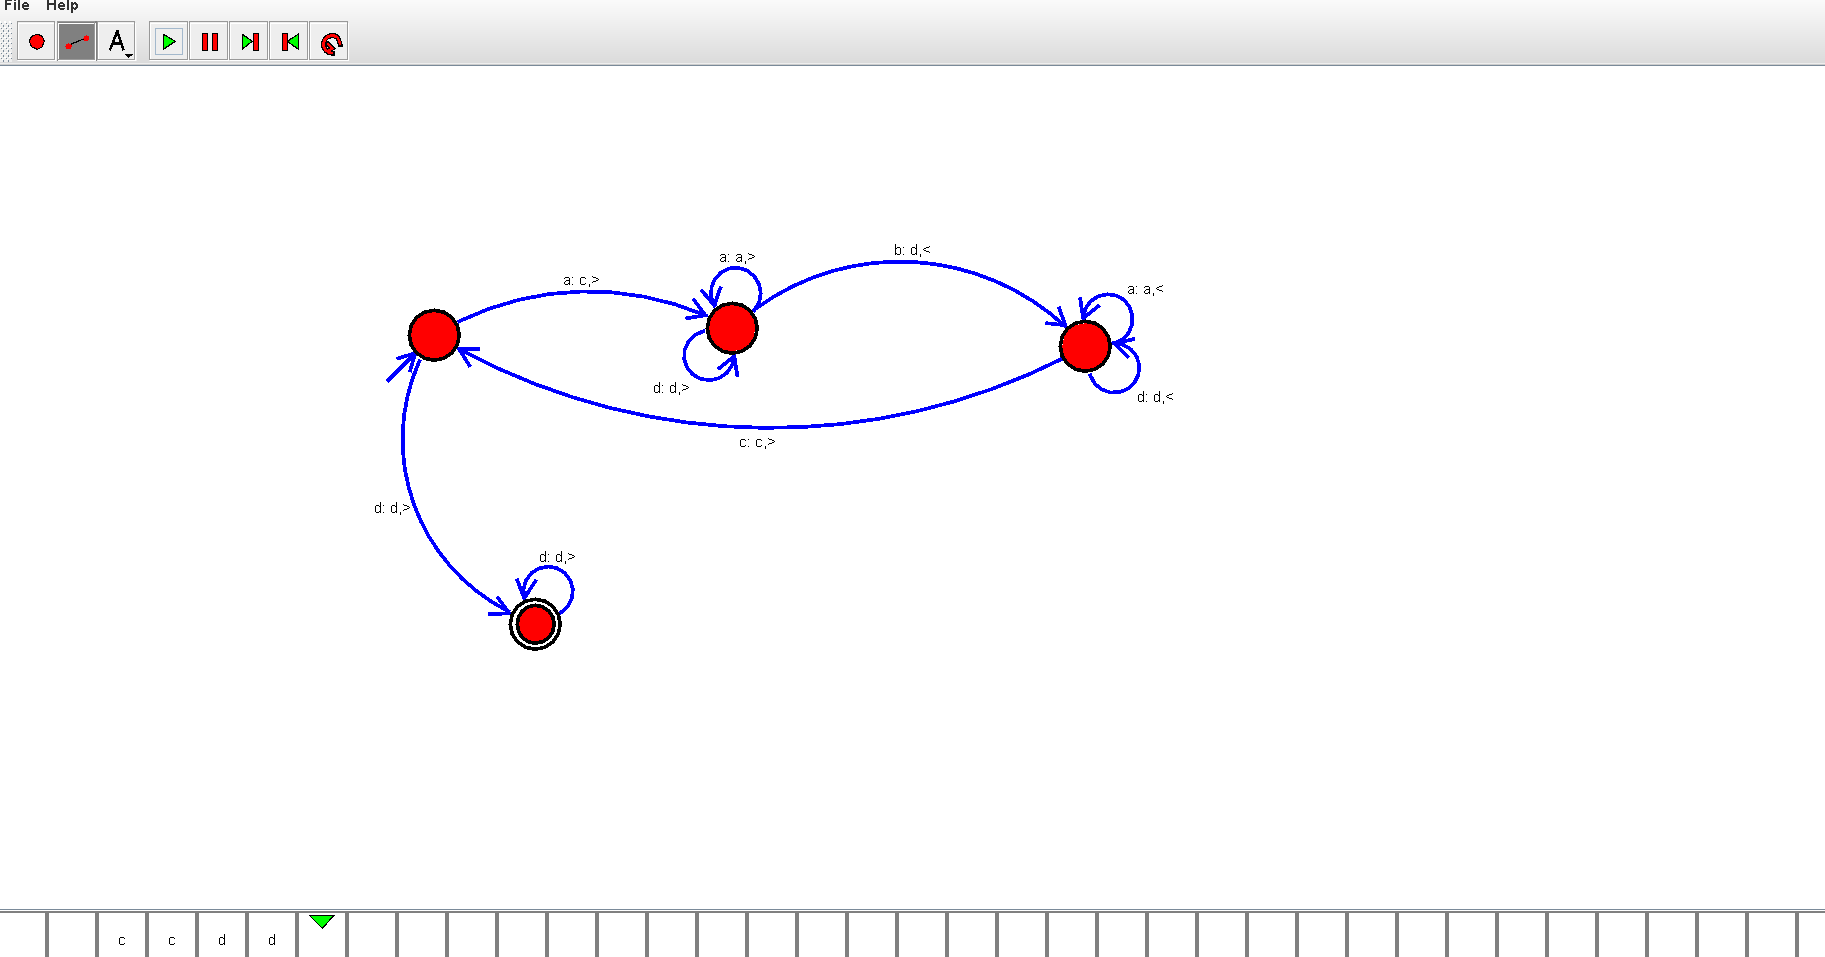 File Help
A
b: d,<
a: a,>
a: c,>
a: a,<
d: d,>
d: d,<
c: c,>
d: d,>
d: d,>
c c d d